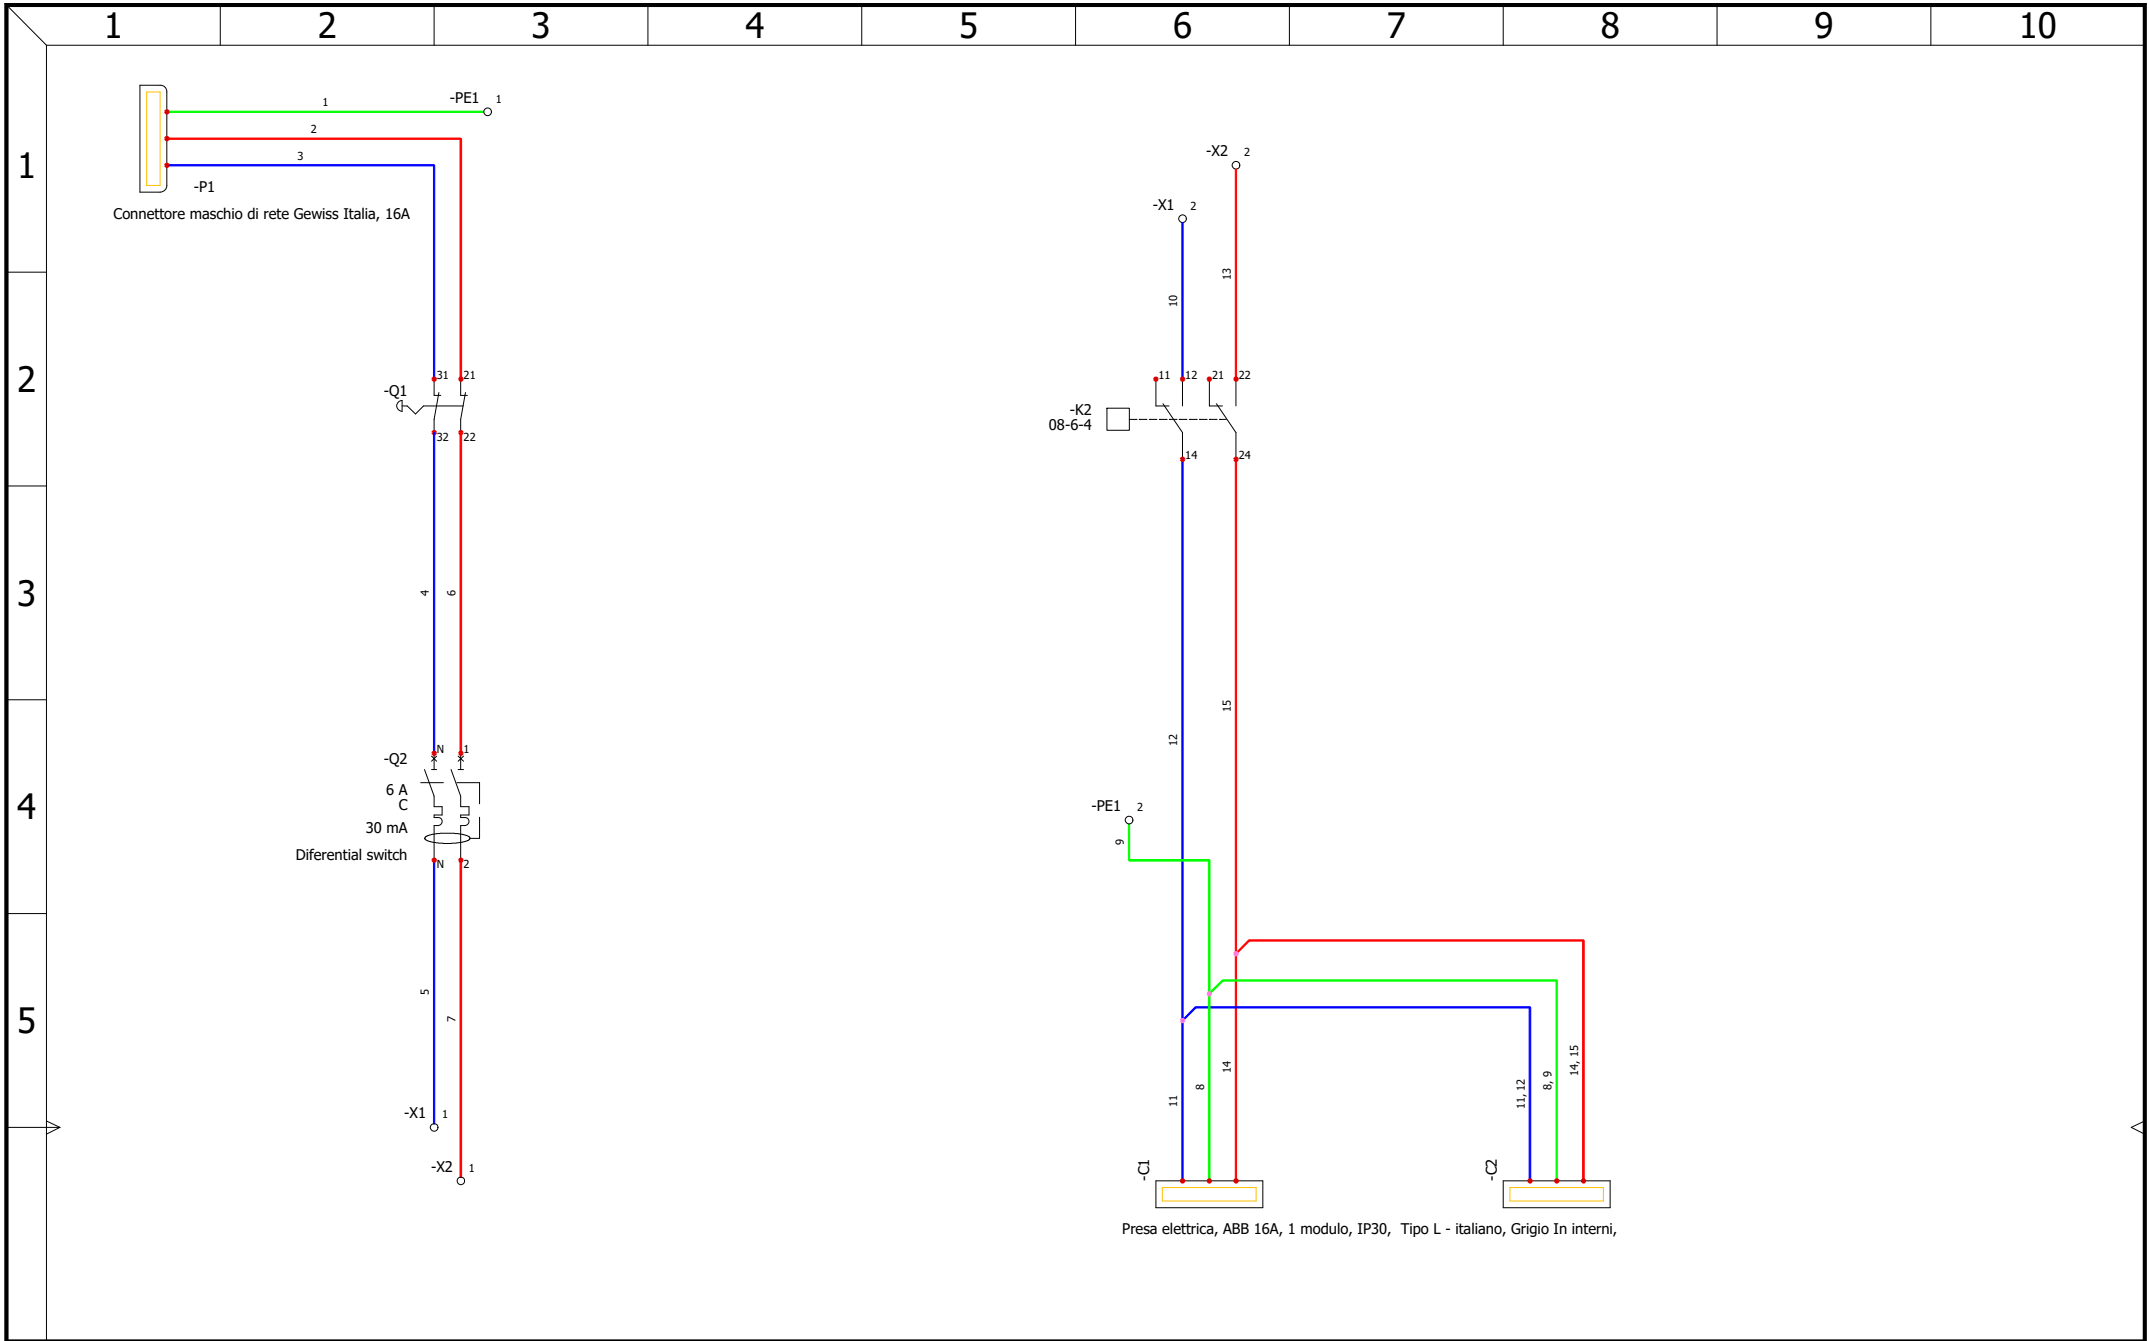 1 2 3 4 5 6 7 8 9 10
1
2
3
4
5
1
-PE1 1
2
3
-P1
Connettore maschio di rete Gewiss Italia, 16A
31 21
-Q1
32 22
4 6
-Q2
N 1
6 A
C
30 mA
Diferential switch
N 2
5 7
-X1 1
-X2 1
-X2 2
-X1 2
13
10
11 12 21 22
-K2
08-6-4
14 24
15
12
-PE1 2
9
14
8
11
14, 15
8, 9
11, 12
-C1
-C2
Presa elettrica, ABB 16A, 1 modulo, IP30, Tipo L - italiano, Grigio In interni,